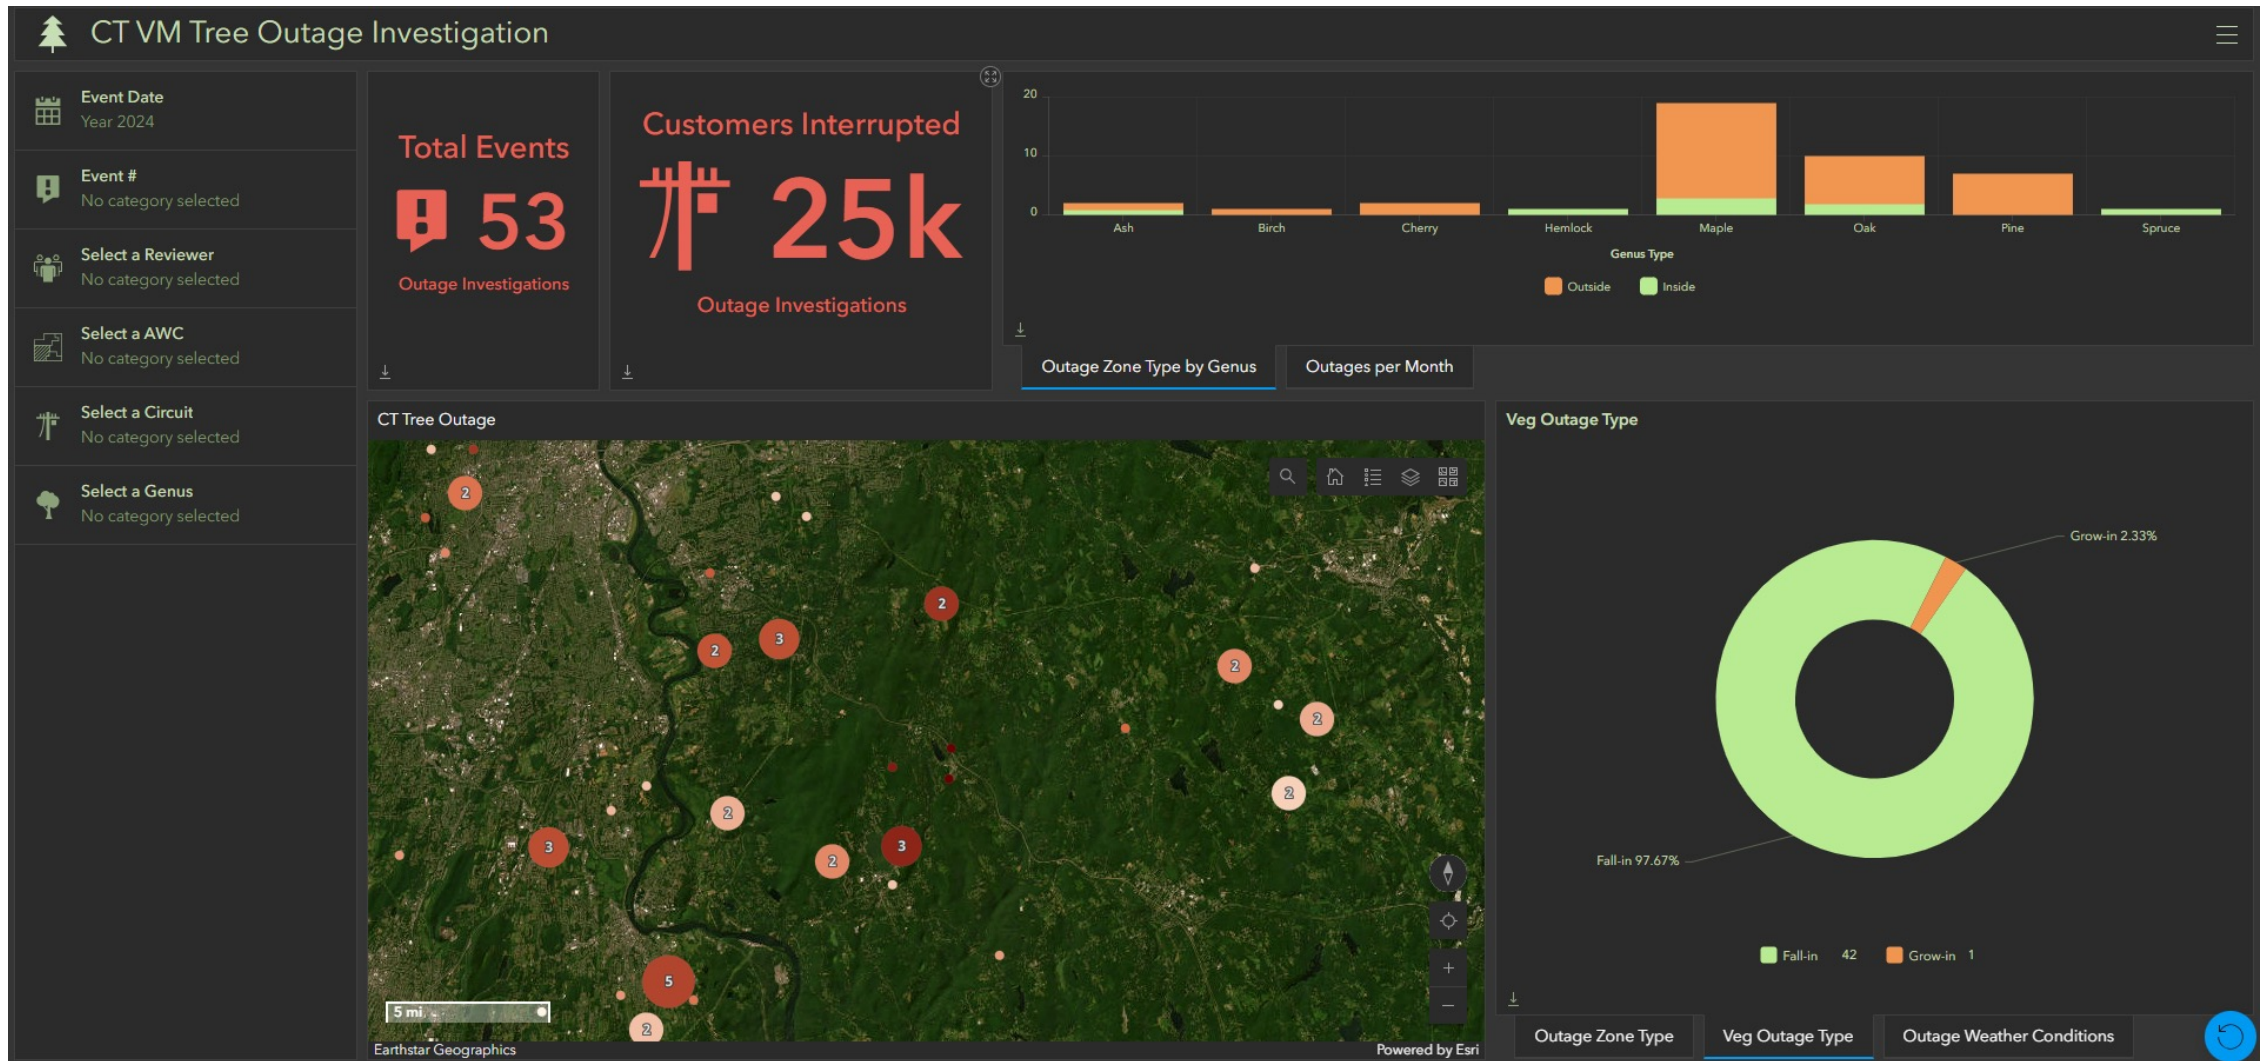 CT VM Tree Outage Investigation
Event Date
Year 2024
Event #
No category selected
Select a Reviewer
No category selected
Select a AWC
No category selected
Select a Circuit
No category selected
Select a Genus
No category selected
Total Events
53
Outage Investigations
Customers Interrupted
25k
Outage Investigations
20
10
0
Ash Birch Cherry Hemlock Maple Oak Pine Spruce
Genus Type
Outside Inside
Outage Zone Type by Genus Outages per Month
CT Tree Outage
2
2
3
2
2
2
2
2
2
3
3
2
5
2
5 mi
Earthstar Geographics Powered by Esri
Veg Outage Type
Grow-in 2.33%
Fall-in 97.67%
Fall-in 42 Grow-in 1
Outage Zone Type Veg Outage Type Outage Weather Conditions